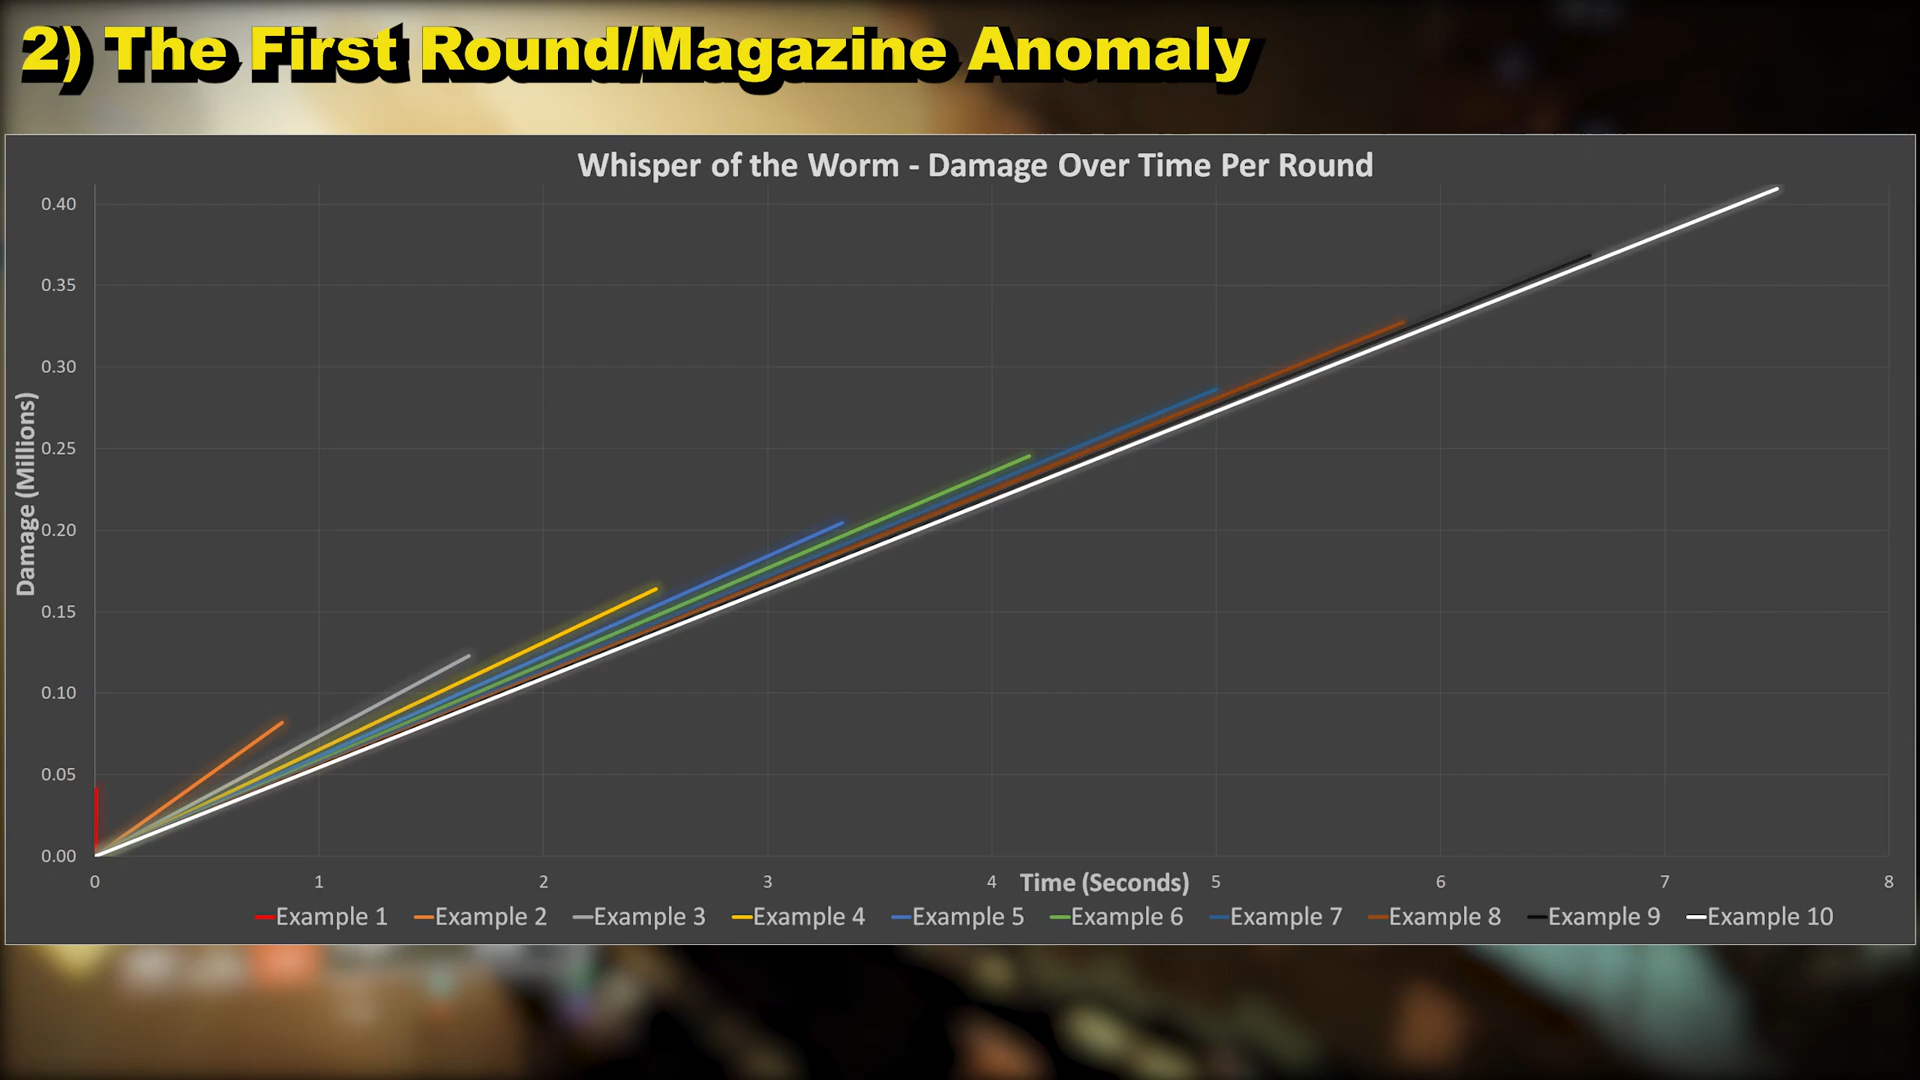 2) The First Round/Magazine Anomaly
Whisper of the Worm - Damage Over Time Per Round
Damage (Millions)
0.40
0.35
0.30
0.25
0.20
0.15
0.10
0.05
0.00
0 1 2 3 4 5 6 7 8
Time (Seconds)
Example 1 Example 2 Example 3 Example 4 Example 5 Example 6 Example 7 Example 8 Example 9 Example 10